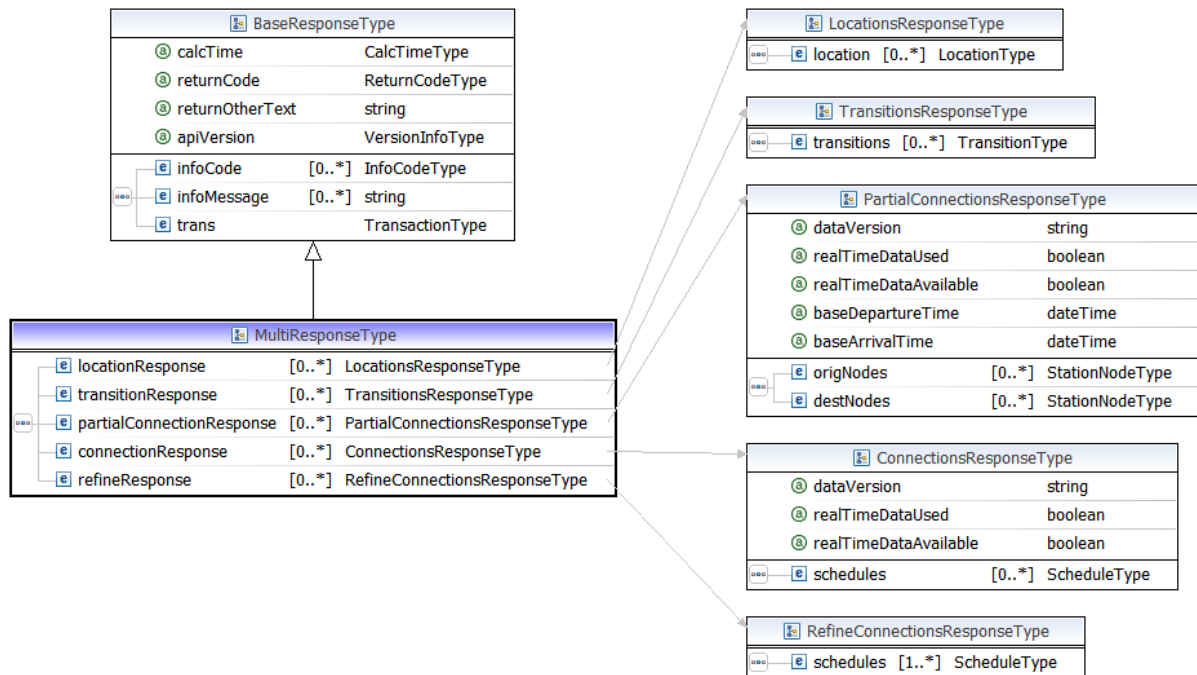 BaseResponseType
calcTime CalcTimeType
returnCode ReturnCodeType
returnOtherText string
apiVersion VersionInfoType
infoCode [0..*] InfoCodeType
infoMessage [0..*] string
trans TransactionType
MultiResponseType
locationResponse [0..*] LocationsResponseType
transitionResponse [0..*] TransitionsResponseType
partialConnectionResponse [0..*] PartialConnectionsResponseType
connectionResponse [0..*] ConnectionsResponseType
refineResponse [0..*] RefineConnectionsResponseType
LocationsResponseType
location [0..*] LocationType
TransitionsResponseType
transitions [0..*] TransitionType
PartialConnectionsResponseType
dataVersion string
realTimeDataUsed boolean
realTimeDataAvailable boolean
baseDepartureTime dateTime
baseArrivalTime dateTime
origNodes [0..*] StationNodeType
destNodes [0..*] StationNodeType
ConnectionsResponseType
dataVersion string
realTimeDataUsed boolean
realTimeDataAvailable boolean
schedules [0..*] ScheduleType
RefineConnectionsResponseType
schedules [1..*] ScheduleType